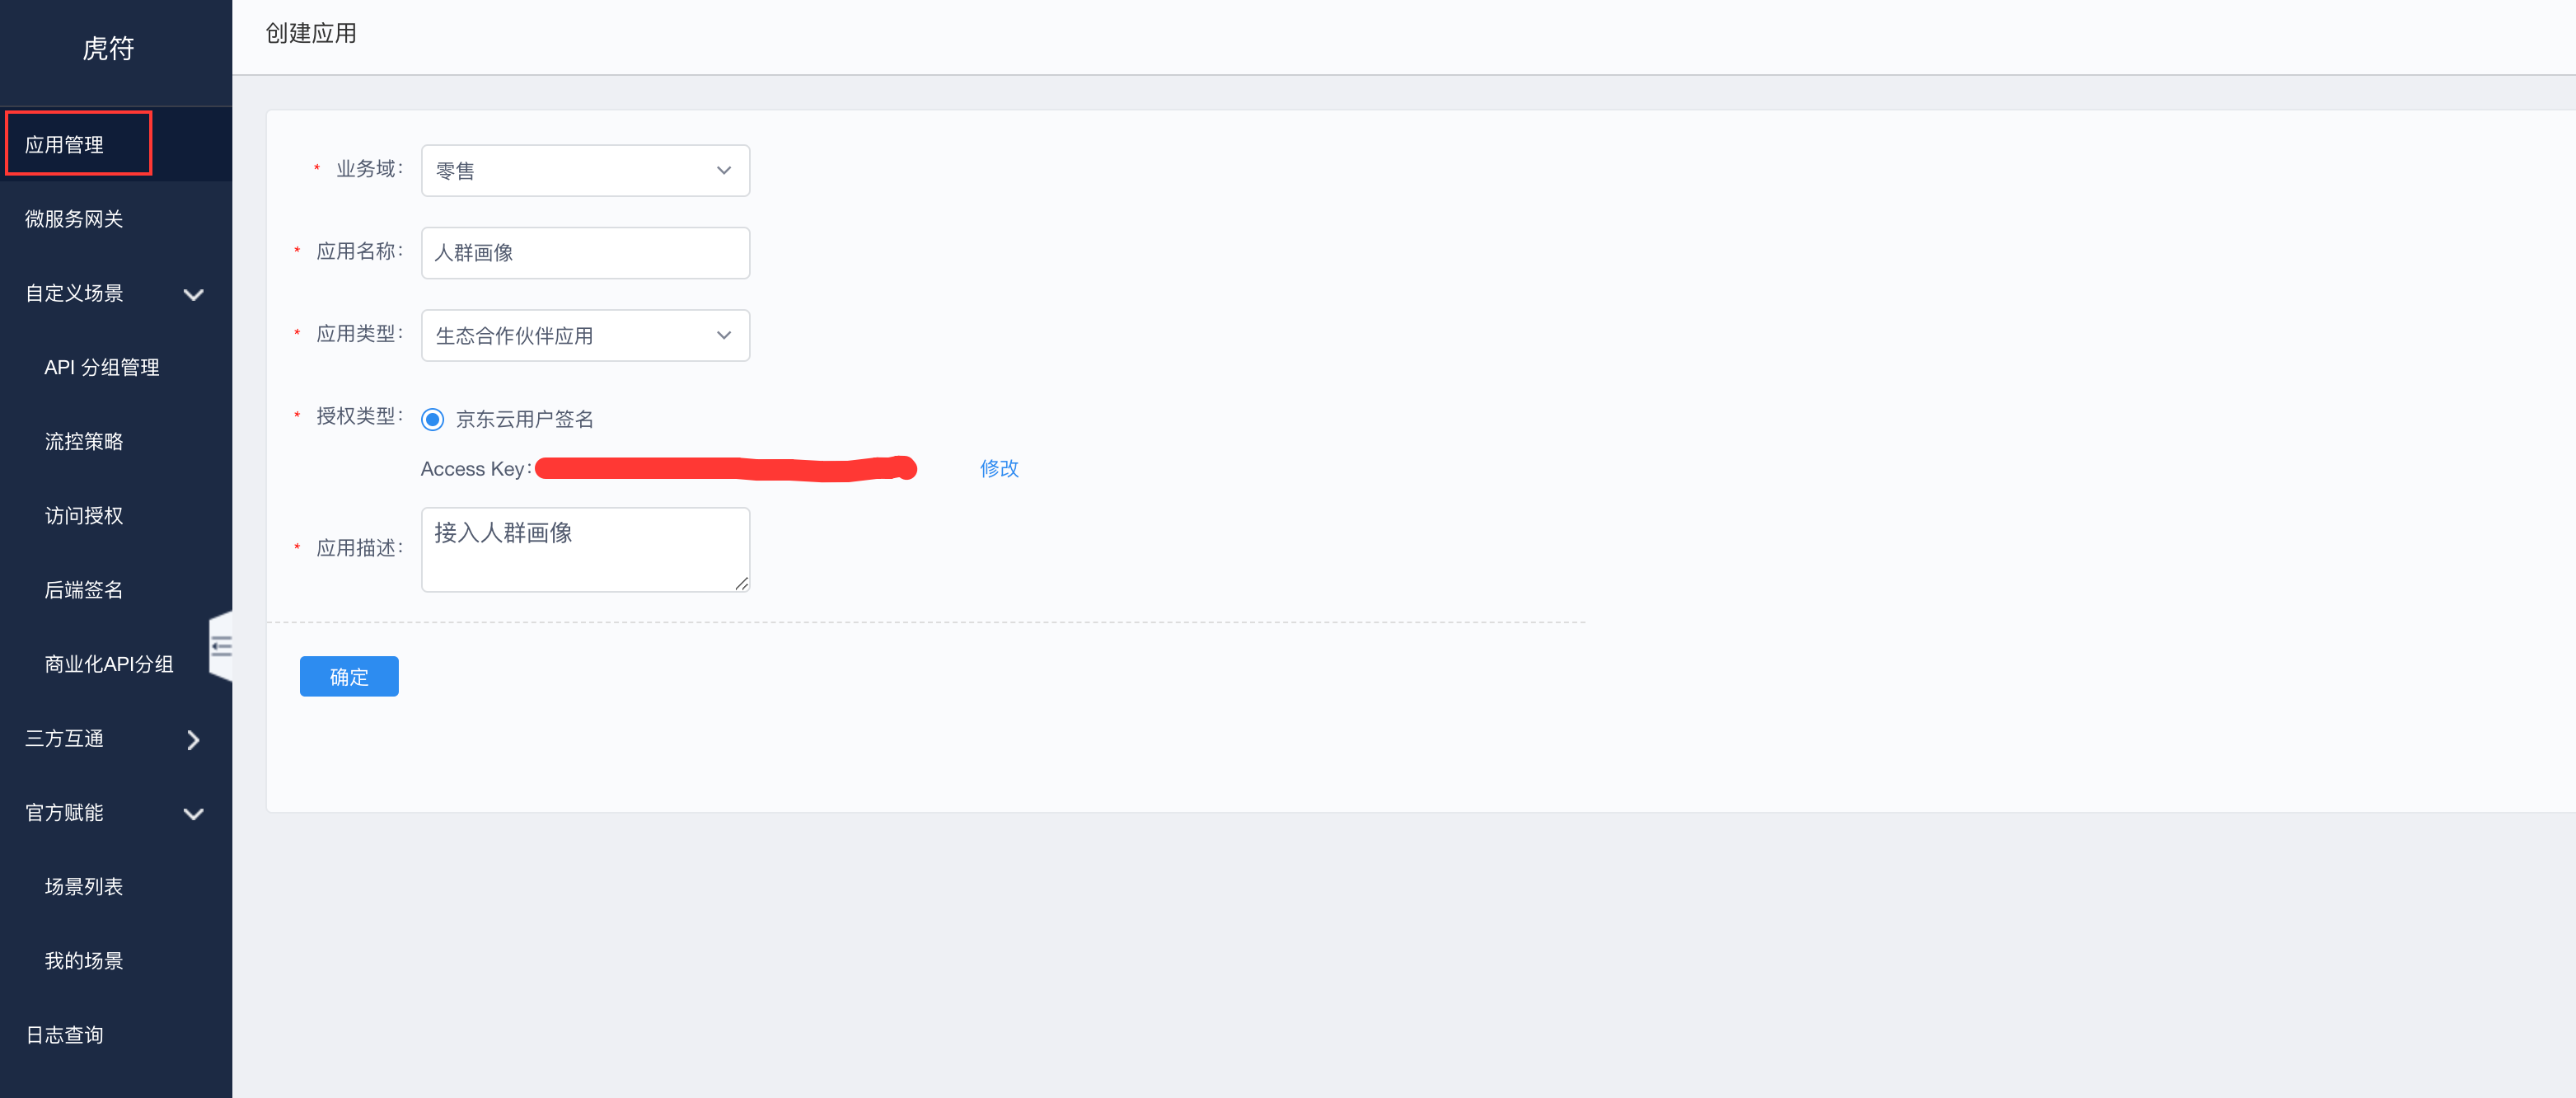 虎符
应用管理
微服务网关
自定义场景
API 分组管理
流控策略
访问授权
后端签名
商业化API分组
三方互通
官方赋能
场景列表
我的场景
日志查询
创建应用
* 业务域: 零售
* 应用名称: 人群画像
* 应用类型: 生态合作伙伴应用
* 授权类型: 京东云用户签名
Access Key: 修改
* 应用描述: 接入人群画像
确定